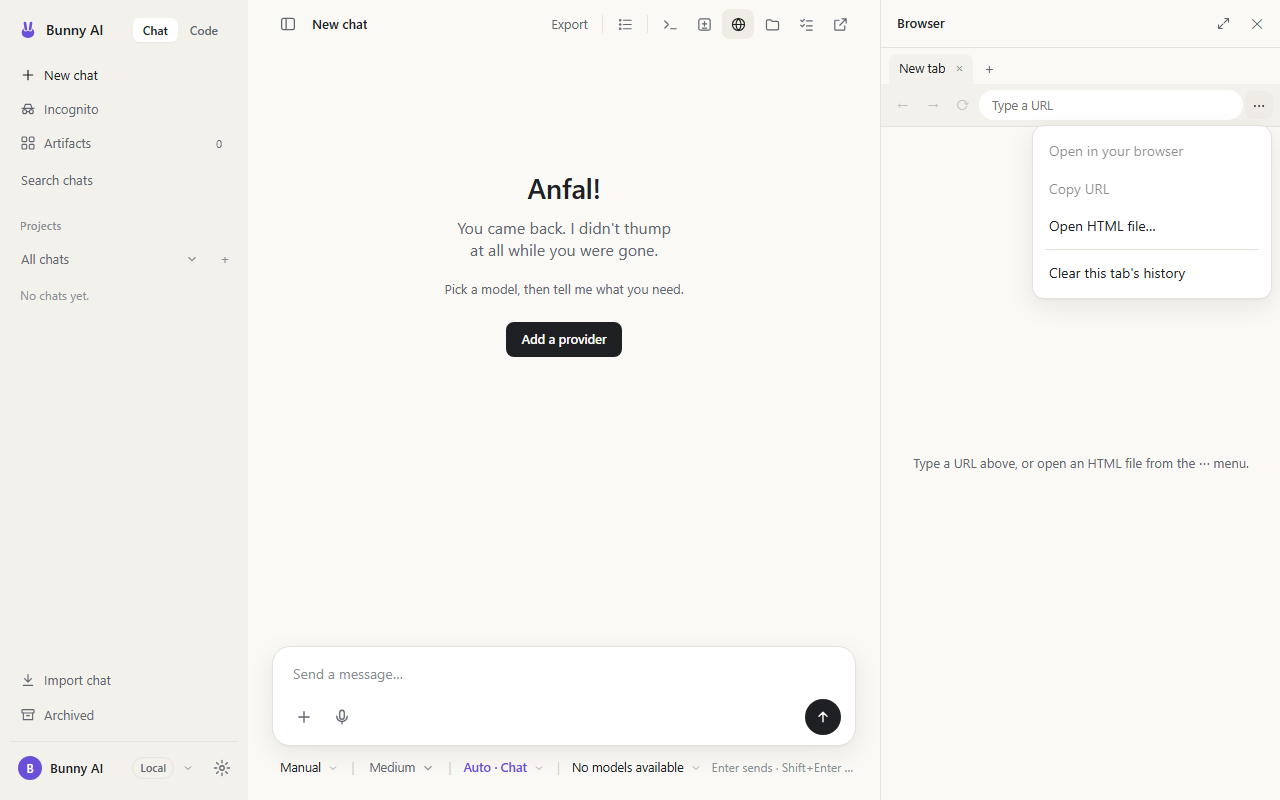 Bunny AI
Chat
Code
New chat
Incognito
Artifacts
0
Search chats
Projects
All chats
+
No chats yet.
Import chat
Archived
B
Bunny AI
Local
New chat
Export
Anfal!
You came back. I didn't thump
at all while you were gone.
Pick a model, then tell me what you need.
Add a provider
Send a message...
Manual
Medium
Auto · Chat
No models available
Enter sends · Shift+Enter ...
Browser
New tab
×
+
Type a URL
Open in your browser
Copy URL
Open HTML file...
Clear this tab's history
Type a URL above, or open an HTML file from the ··· menu.